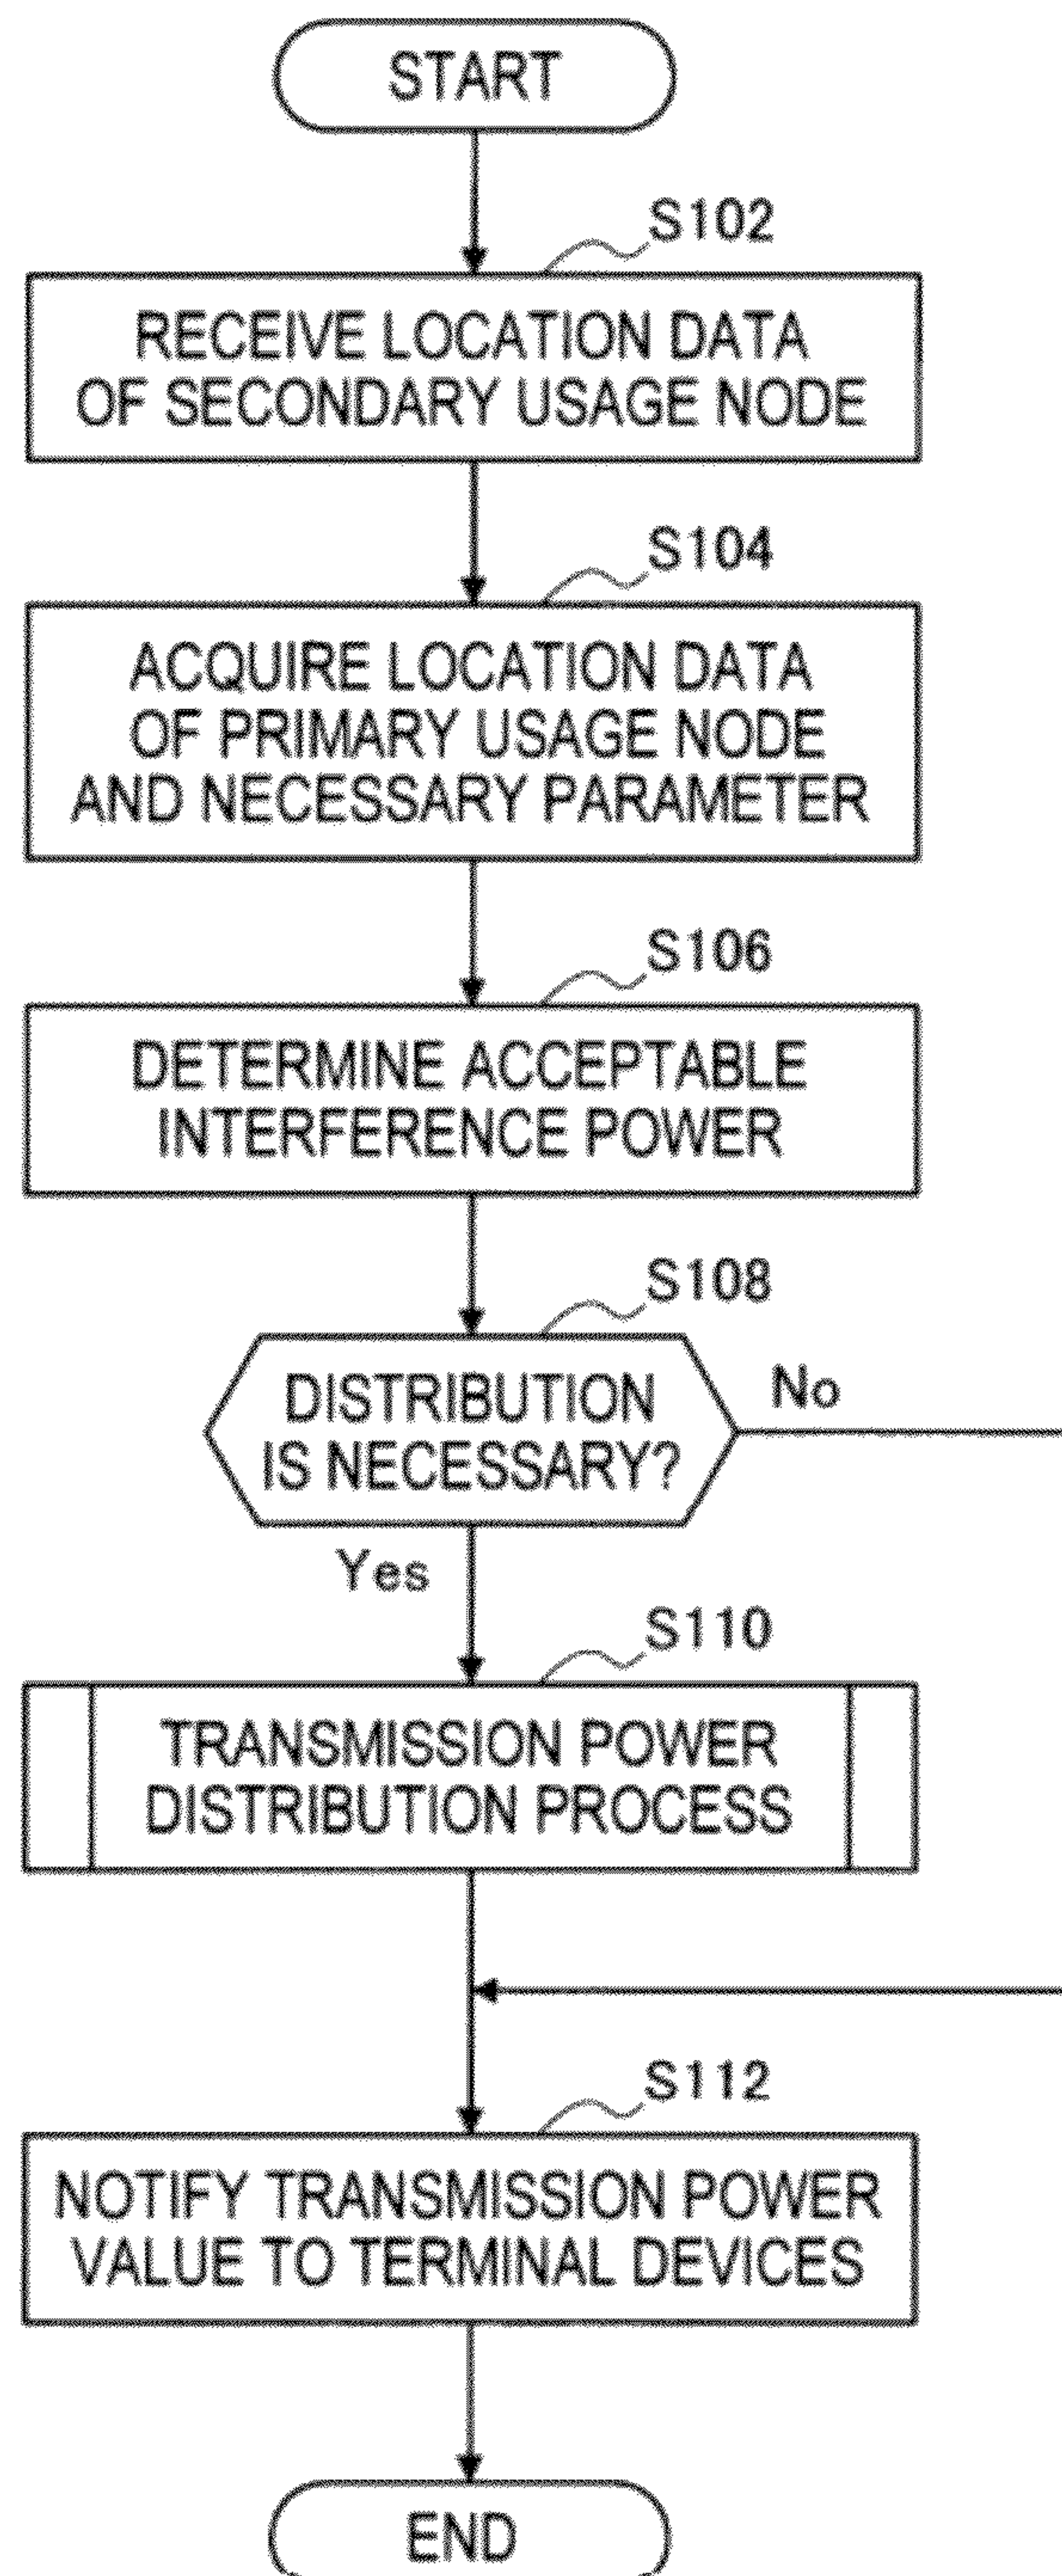 START
S102
RECEIVE LOCATION DATA
OF SECONDARY USAGE NODE
S104
ACQUIRE LOCATION DATA
OF PRIMARY USAGE NODE
AND NECESSARY PARAMETER
S106
DETERMINE ACCEPTABLE
INTERFERENCE POWER
S108
DISTRIBUTION
IS NECESSARY?
No
Yes
S110
TRANSMISSION POWER
DISTRIBUTION PROCESS
S112
NOTIFY TRANSMISSION POWER
VALUE TO TERMINAL DEVICES
END